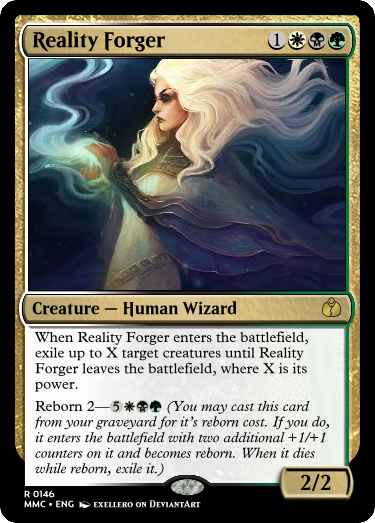 Reality Forger 1
Creature — Human Wizard
When Reality Forger enters the battlefield,
exile up to X target creatures until Reality
Forger leaves the battlefield, where X is its
power.
Reborn 2—5 (You may cast this card
from your graveyard for it's reborn cost. If you do,
it enters the battlefield with two additional +1/+1
counters on it and becomes reborn. When it dies
while reborn, exile it.)
2/2
R 0146
MMC • ENG EXELLERO ON DEVIANTART